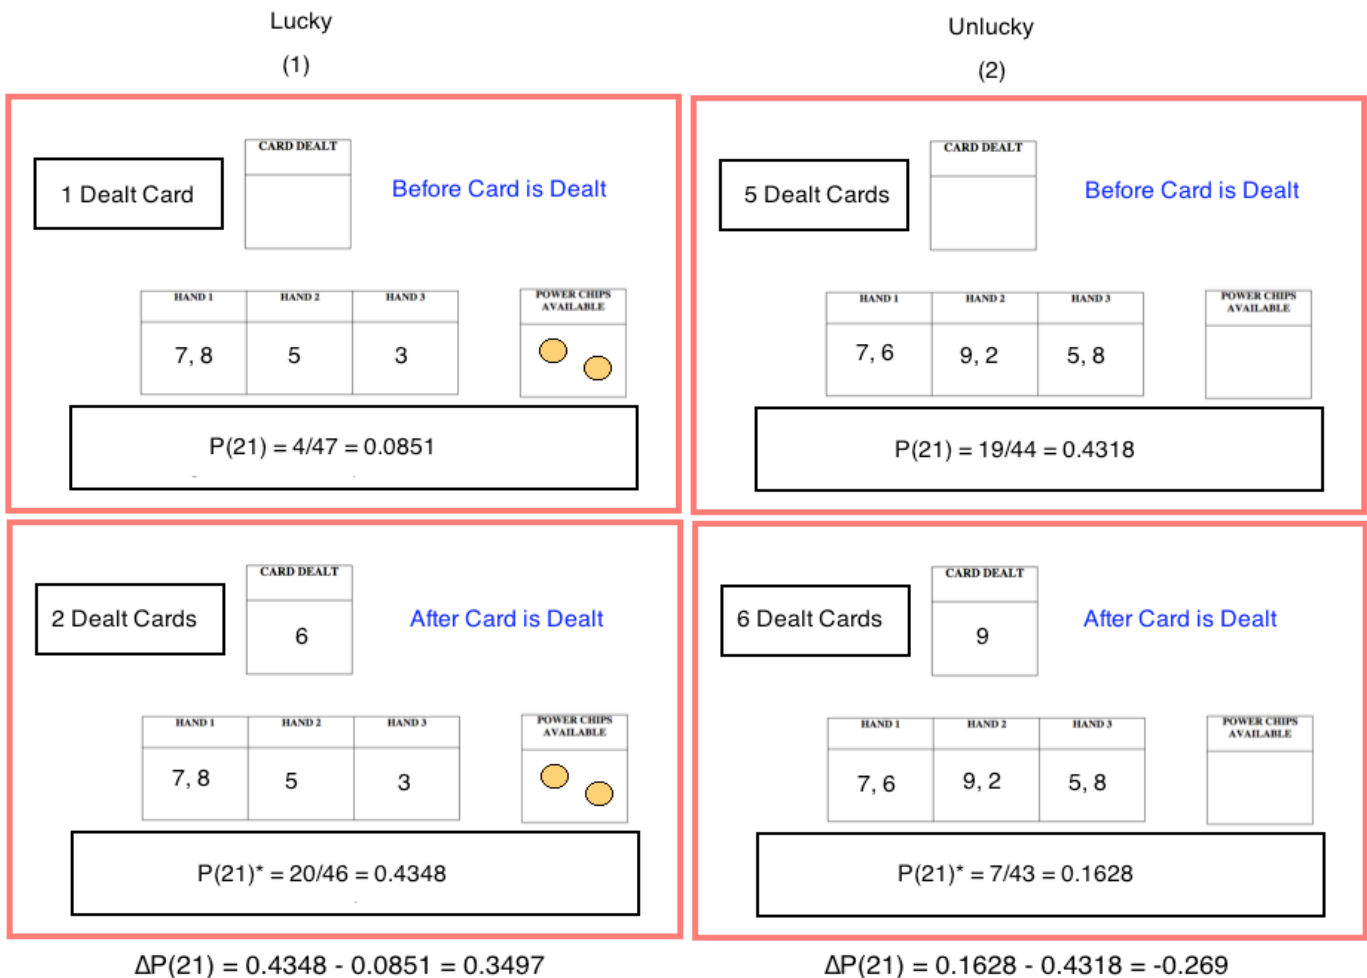 Lucky
(1)
CARD DEALT
1 Dealt Card
Before Card is Dealt
HAND 1
HAND 2
HAND 3
POWER CHIPS
AVAILABLE
7, 8
5
3
P(21) = 4/47 = 0.0851
CARD DEALT
2 Dealt Cards
6
After Card is Dealt
HAND 1
HAND 2
HAND 3
POWER CHIPS
AVAILABLE
7, 8
5
3
P(21)* = 20/46 = 0.4348
ΔP(21) = 0.4348 - 0.0851 = 0.3497
Unlucky
(2)
CARD DEALT
5 Dealt Cards
Before Card is Dealt
HAND 1
HAND 2
HAND 3
POWER CHIPS
AVAILABLE
7, 6
9, 2
5, 8
P(21) = 19/44 = 0.4318
CARD DEALT
6 Dealt Cards
9
After Card is Dealt
HAND 1
HAND 2
HAND 3
POWER CHIPS
AVAILABLE
7, 6
9, 2
5, 8
P(21)* = 7/43 = 0.1628
ΔP(21) = 0.1628 - 0.4318 = -0.269